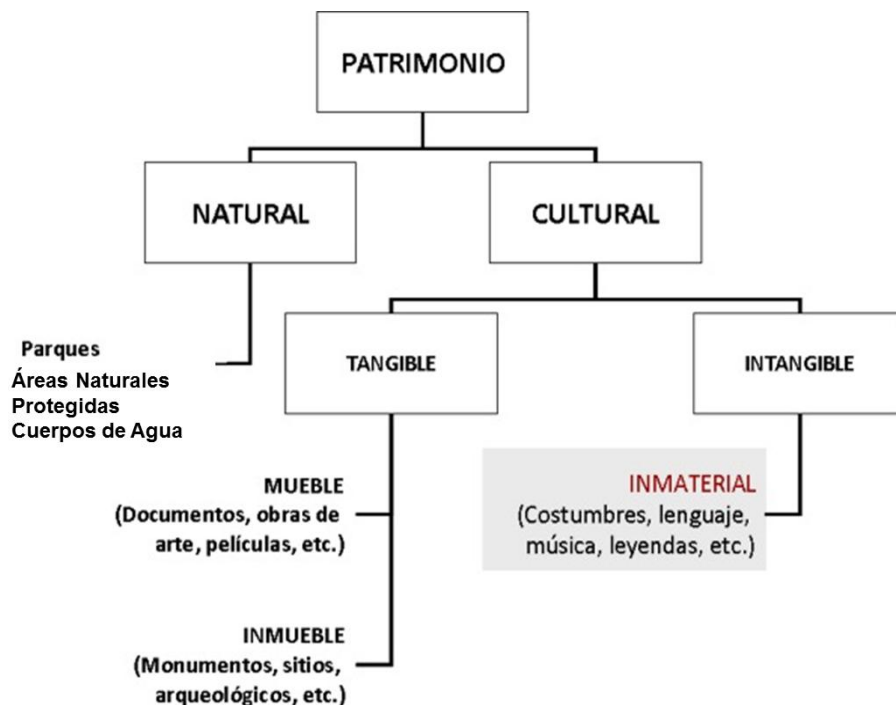 PATRIMONIO
NATURAL
CULTURAL
Parques
Áreas Naturales
Protegidas
Cuerpos de Agua
TANGIBLE
INTANGIBLE
MUEBLE
(Documentos, obras de
arte, películas, etc.)
INMATERIAL
(Costumbres, lenguaje,
música, leyendas, etc.)
INMUEBLE
(Monumentos, sitios,
arqueológicos, etc.)